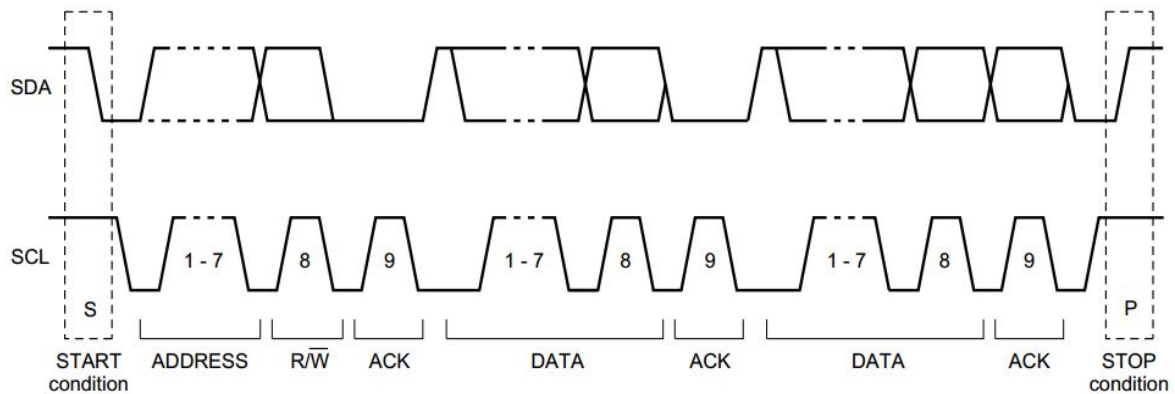 SDA
SCL
1 - 7
8
9
1 - 7
8
9
1 - 7
8
9
S
P
START
condition
ADDRESS
R/W̅
ACK
DATA
ACK
DATA
ACK
STOP
condition